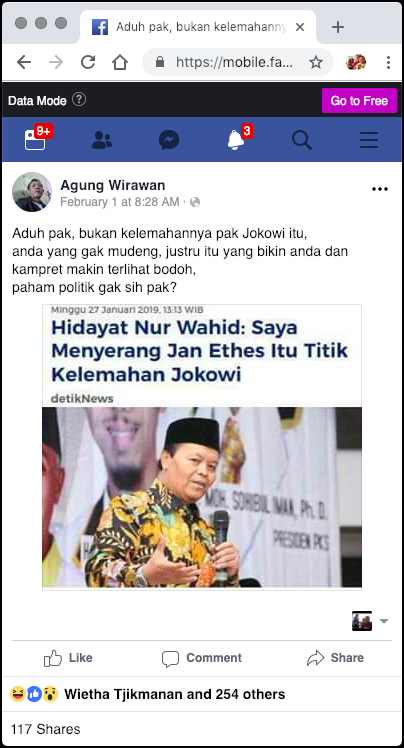 Aduh pak, bukan kelemahanny
https://mobile.fa...
Data Mode ?
Go to Free
9+
3
Agung Wirawan
February 1 at 8:28 AM ·
Aduh pak, bukan kelemahannya pak Jokowi itu,
anda yang gak mudeng, justru itu yang bikin anda dan
kampret makin terlihat bodoh,
paham politik gak sih pak?
Minggu 27 Januari 2019, 13:13 WIB
Hidayat Nur Wahid: Saya
Menyerang Jan Ethes Itu Titik
Kelemahan Jokowi
detikNews
MOH. SOHIBUL IMAN, Ph. D.
PRESIDEN PKS
Like
Comment
Share
Wietha Tjikmanan and 254 others
117 Shares